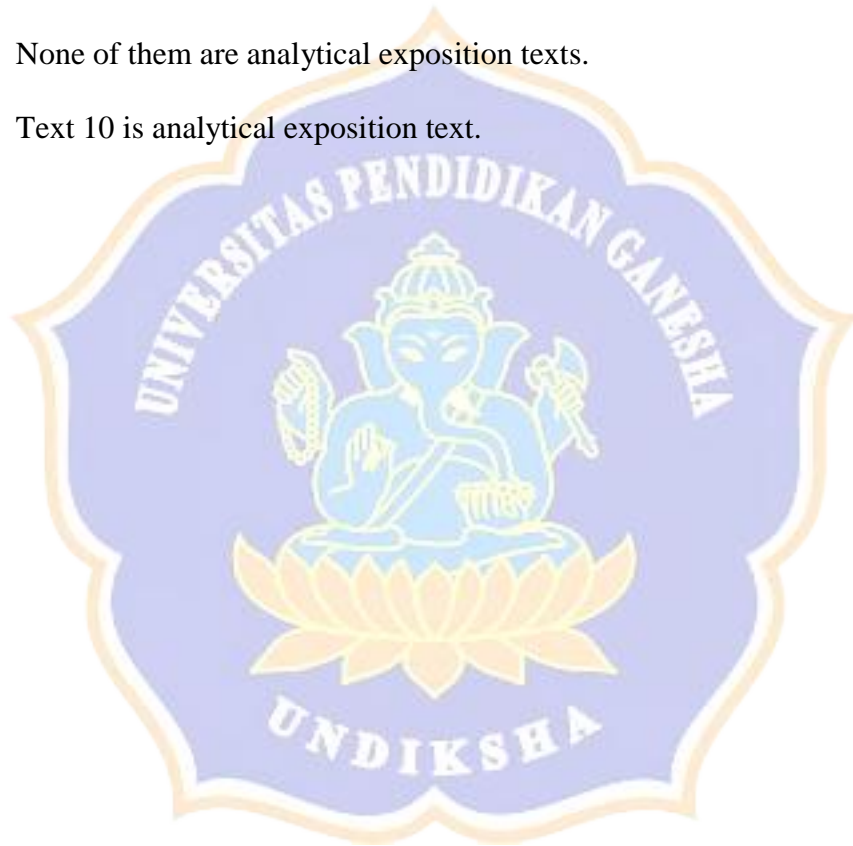 None of them are analytical exposition texts.
Text 10 is analytical exposition text.
UNIVERSITAS PENDIDIKAN GANESHA
UNDIKSHA